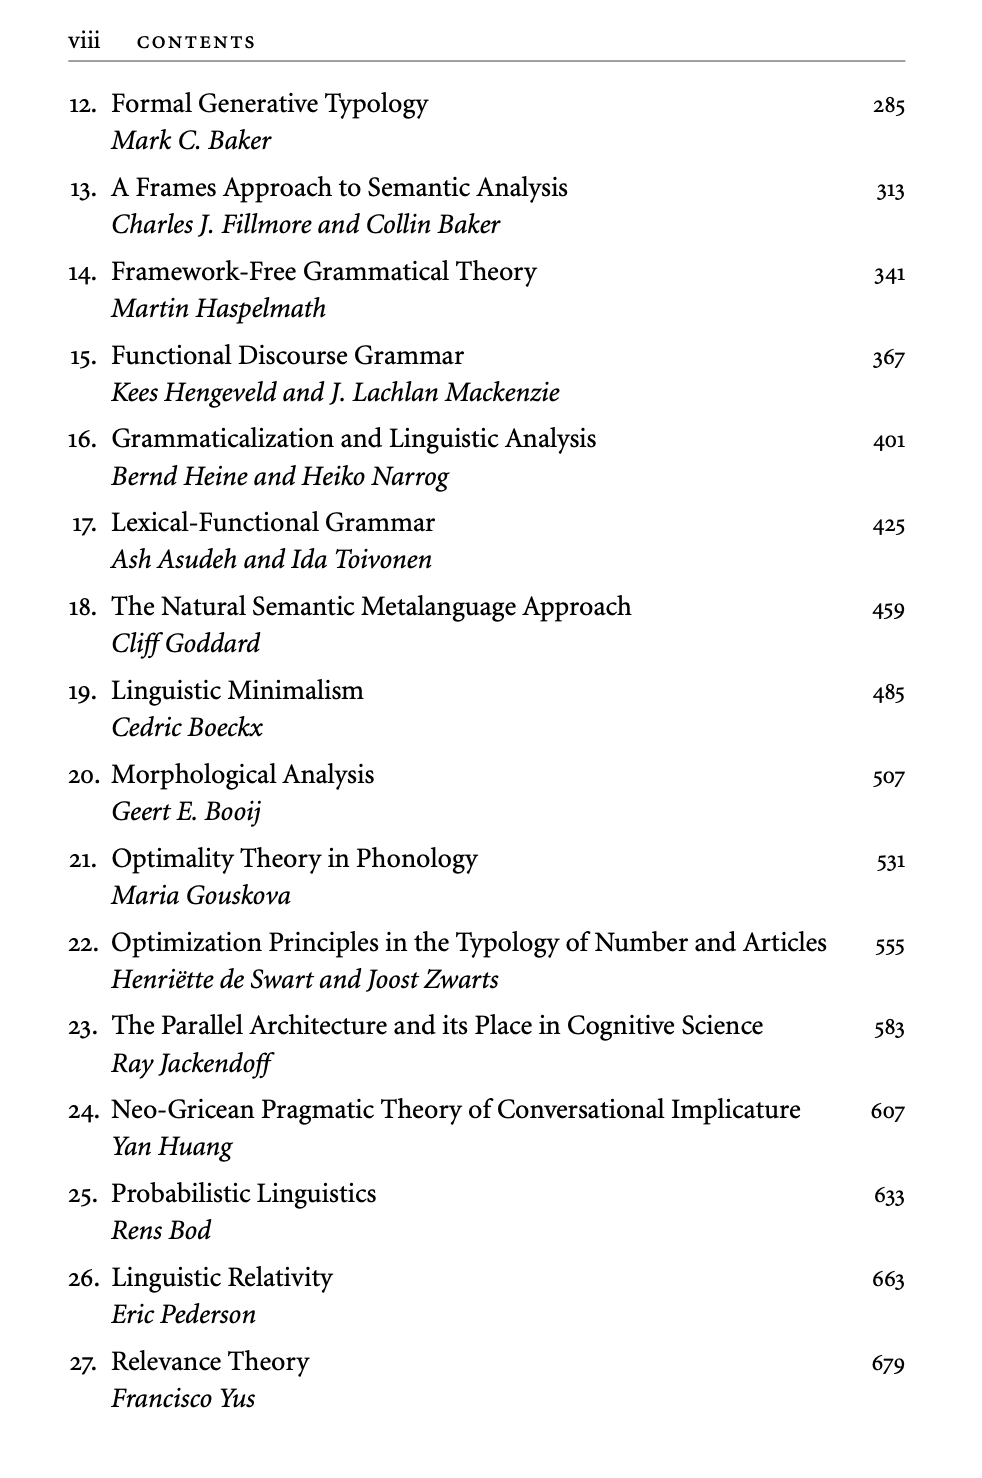 viii CONTENTS
12. Formal Generative Typology 285
Mark C. Baker
13. A Frames Approach to Semantic Analysis 313
Charles J. Fillmore and Collin Baker
14. Framework-Free Grammatical Theory 341
Martin Haspelmath
15. Functional Discourse Grammar 367
Kees Hengeveld and J. Lachlan Mackenzie
16. Grammaticalization and Linguistic Analysis 401
Bernd Heine and Heiko Narrog
17. Lexical-Functional Grammar 425
Ash Asudeh and Ida Toivonen
18. The Natural Semantic Metalanguage Approach 459
Cliff Goddard
19. Linguistic Minimalism 485
Cedric Boeckx
20. Morphological Analysis 507
Geert E. Booij
21. Optimality Theory in Phonology 531
Maria Gouskova
22. Optimization Principles in the Typology of Number and Articles 555
Henriëtte de Swart and Joost Zwarts
23. The Parallel Architecture and its Place in Cognitive Science 583
Ray Jackendoff
24. Neo-Gricean Pragmatic Theory of Conversational Implicature 607
Yan Huang
25. Probabilistic Linguistics 633
Rens Bod
26. Linguistic Relativity 663
Eric Pederson
27. Relevance Theory 679
Francisco Yus